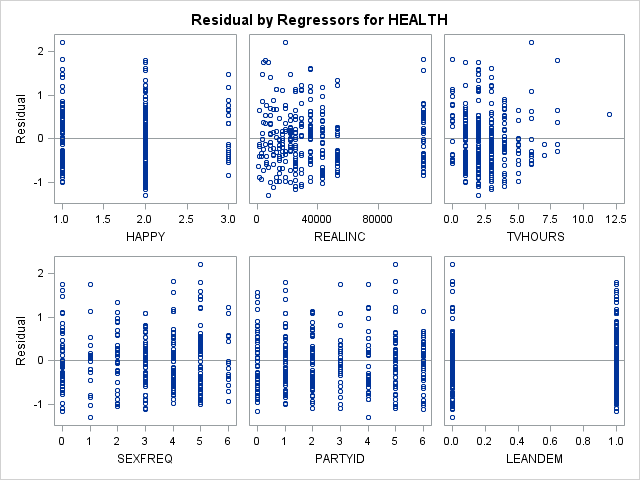 Residual by Regressors for HEALTH
Residual
2
1
0
-1
1.0 1.5 2.0 2.5 3.0
HAPPY
0 40000 80000
REALINC
0.0 2.5 5.0 7.5 10.0 12.5
TVHOURS
Residual
2
1
0
-1
0 1 2 3 4 5 6
SEXFREQ
0 1 2 3 4 5 6
PARTYID
0.0 0.2 0.4 0.6 0.8 1.0
LEANDEM